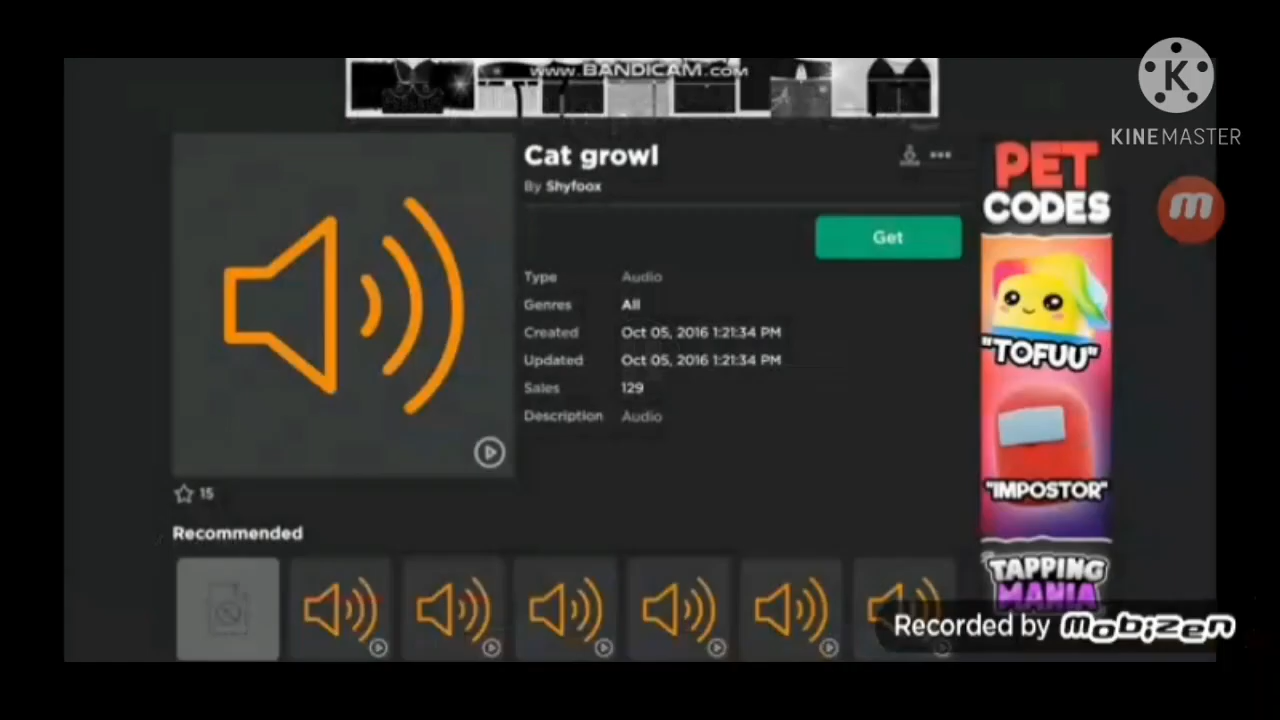 www.BANDICAM.com
KINEMASTER
Cat growl
By Shyfoox
Get
Type Audio
Genres All
Created Oct 05, 2016 1:21:34 PM
Updated Oct 05, 2016 1:21:34 PM
Sales 129
Description Audio
15
Recommended
PET
CODES
"TOFUU"
"IMPOSTOR"
TAPPING
MANIA
Recorded by mobizen